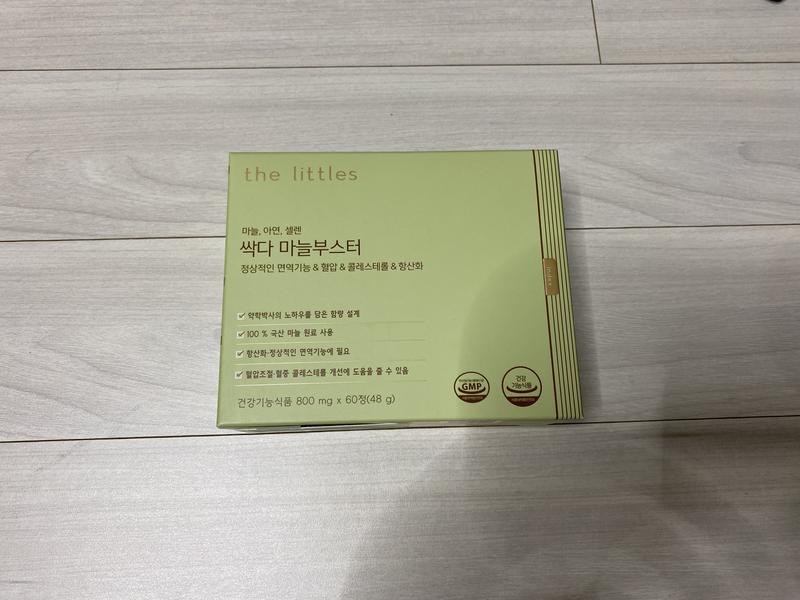 the littles
마늘, 아연, 셀렌
싹다 마늘부스터
정상적인 면역기능 & 혈압 & 콜레스테롤 & 항산화
약학박사의 노하우를 담은 함량 설계
100 % 국산 마늘 원료 사용
항산화·정상적인 면역기능에 필요
혈압조절·혈중 콜레스테롤 개선에 도움을 줄 수 있음
건강기능식품 800 mg x 60정(48 g)
GMP
건강
기능식품
index